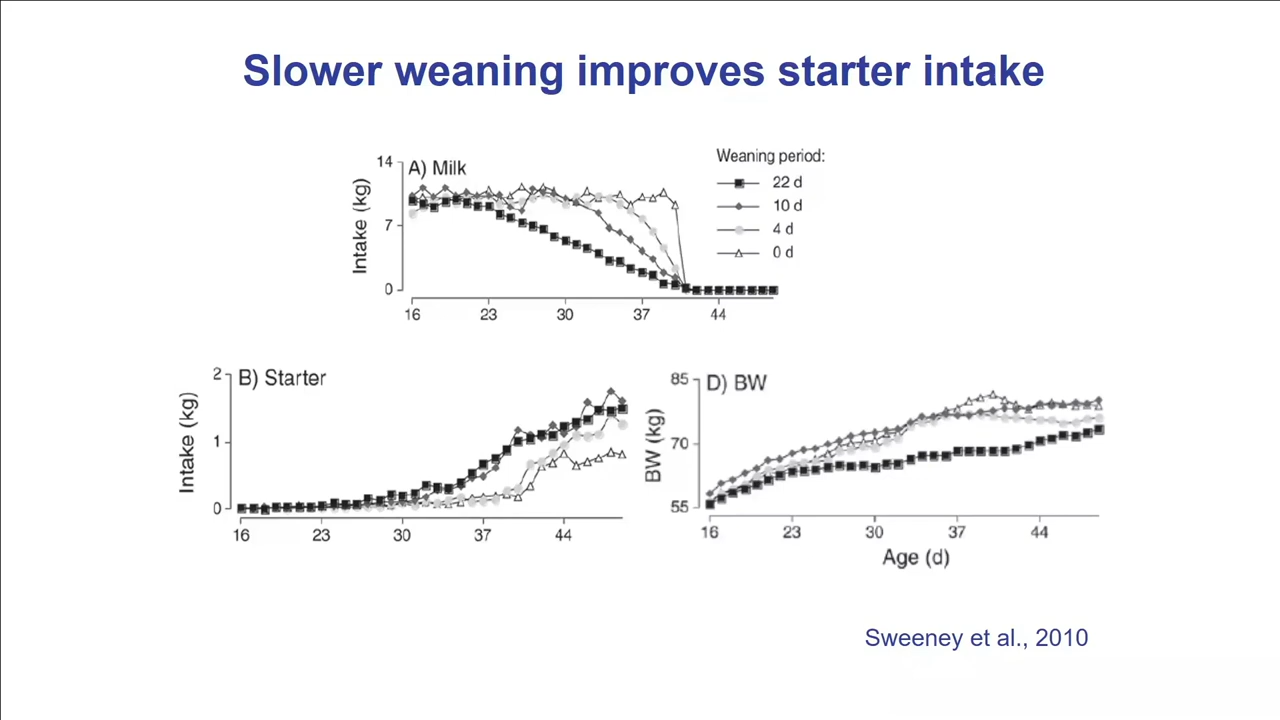 Slower weaning improves starter intake
A) Milk
Intake (kg)
14
7
0
16 23 30 37 44
Weaning period:
22 d
10 d
4 d
0 d
B) Starter
Intake (kg)
2
1
0
16 23 30 37 44
D) BW
BW (kg)
85
70
55
16 23 30 37 44
Age (d)
Sweeney et al., 2010